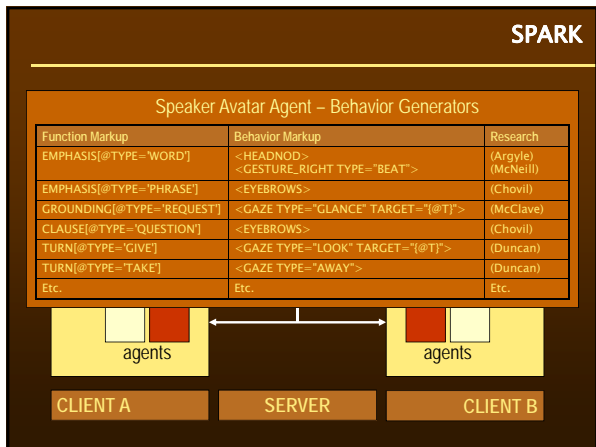 SPARK
Speaker Avatar Agent – Behavior Generators
Function Markup Behavior Markup Research
EMPHASIS[@TYPE='WORD'] <HEADNOD> (Argyle)
<GESTURE_RIGHT TYPE="BEAT"> (McNeill)
EMPHASIS[@TYPE='PHRASE'] <EYEBROWS> (Chovil)
GROUNDING[@TYPE='REQUEST'] <GAZE TYPE="GLANCE" TARGET="{@T}"> (McClave)
CLAUSE[@TYPE='QUESTION'] <EYEBROWS> (Chovil)
TURN[@TYPE='GIVE'] <GAZE TYPE="LOOK" TARGET="{@T}"> (Duncan)
TURN[@TYPE='TAKE'] <GAZE TYPE="AWAY"> (Duncan)
Etc. Etc. Etc.
agents agents
CLIENT A SERVER CLIENT B